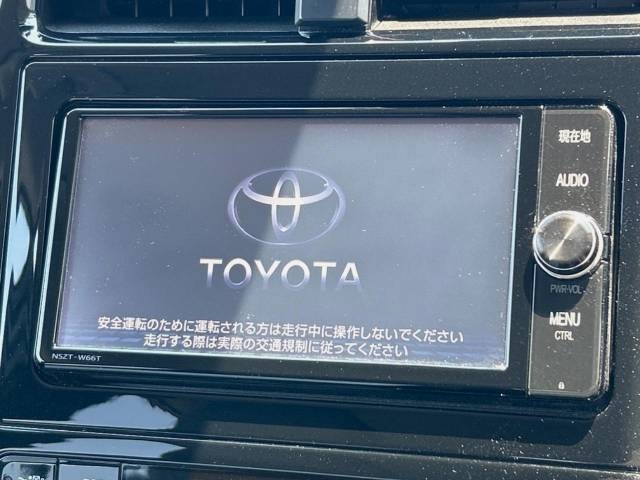 現在地
AUDIO
TOYOTA
PWR•VOL
安全運転のために運転される方は走行中に操作しないでください
走行する際は実際の交通規制に従ってください
MENU
CTRL
NSZT-W66T